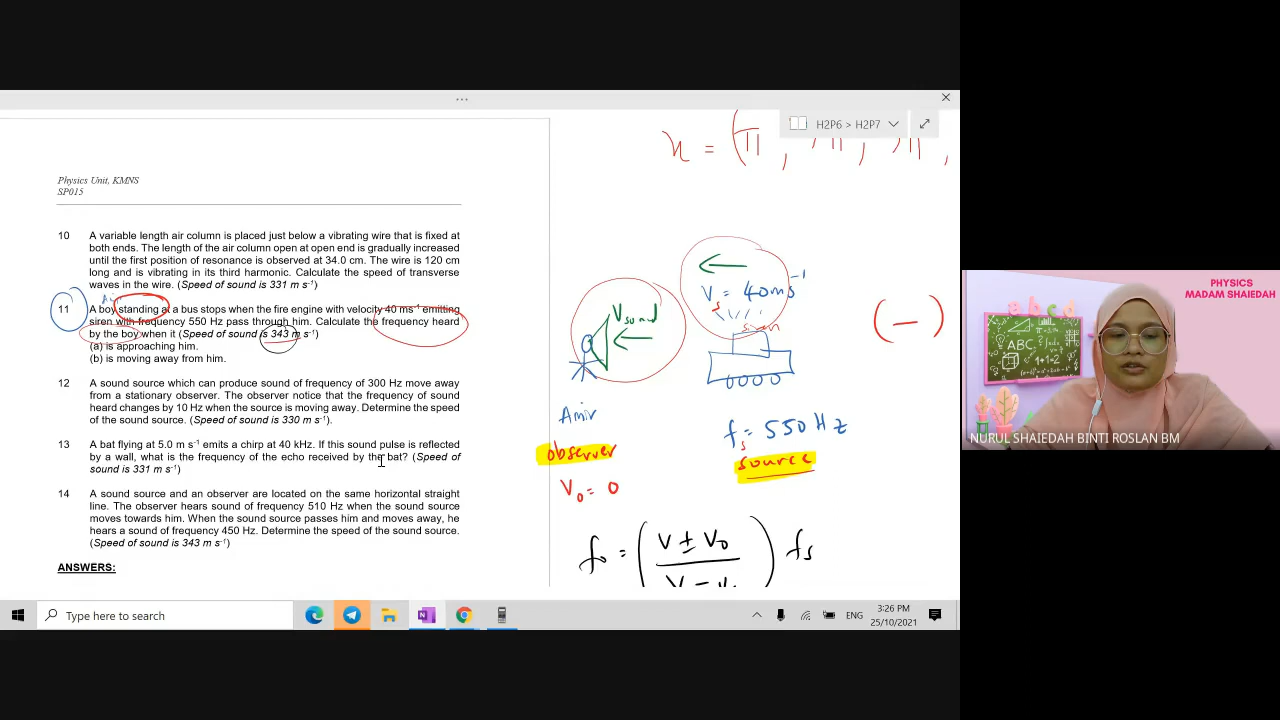 H2P6 > H2P7
Physics Unit, KMNS
SP015
10 A variable length air column is placed just below a vibrating wire that is fixed at
both ends. The length of the air column open at open end is gradually increased
until the first position of resonance is observed at 34.0 cm. The wire is 120 cm
long and is vibrating in its third harmonic. Calculate the speed of transverse
waves in the wire. (Speed of sound is 331 m s⁻¹)
11 A boy standing at a bus stops when the fire engine with velocity 40 ms⁻¹ emitting
siren with frequency 550 Hz pass through him. Calculate the frequency heard
by the boy when it (Speed of sound is 343 m s⁻¹)
(a) is approaching him.
(b) is moving away from him.
12 A sound source which can produce sound of frequency of 300 Hz move away
from a stationary observer. The observer notice that the frequency of sound
heard changes by 10 Hz when the source is moving away. Determine the speed
of the sound source. (Speed of sound is 330 m s⁻¹)
13 A bat flying at 5.0 m s⁻¹ emits a chirp at 40 kHz. If this sound pulse is reflected
by a wall, what is the frequency of the echo received by the bat? (Speed of
sound is 331 m s⁻¹)
14 A sound source and an observer are located on the same horizontal straight
line. The observer hears sound of frequency 510 Hz when the sound source
moves towards him. When the sound source passes him and moves away, he
hears a sound of frequency 450 Hz. Determine the speed of the sound source.
(Speed of sound is 343 m s⁻¹)
ANSWERS:
Vs = 40ms⁻¹
Vsound
siren
(−)
Amir
observer
V₀ = 0
fs = 550 Hz
source
f₀ = (V ± V₀ / ) fs
PHYSICS
MADAM SHAIEDAH
ABC
1+1=2
NURUL SHAIEDAH BINTI ROSLAN BM
Type here to search
ENG
3:26 PM
25/10/2021